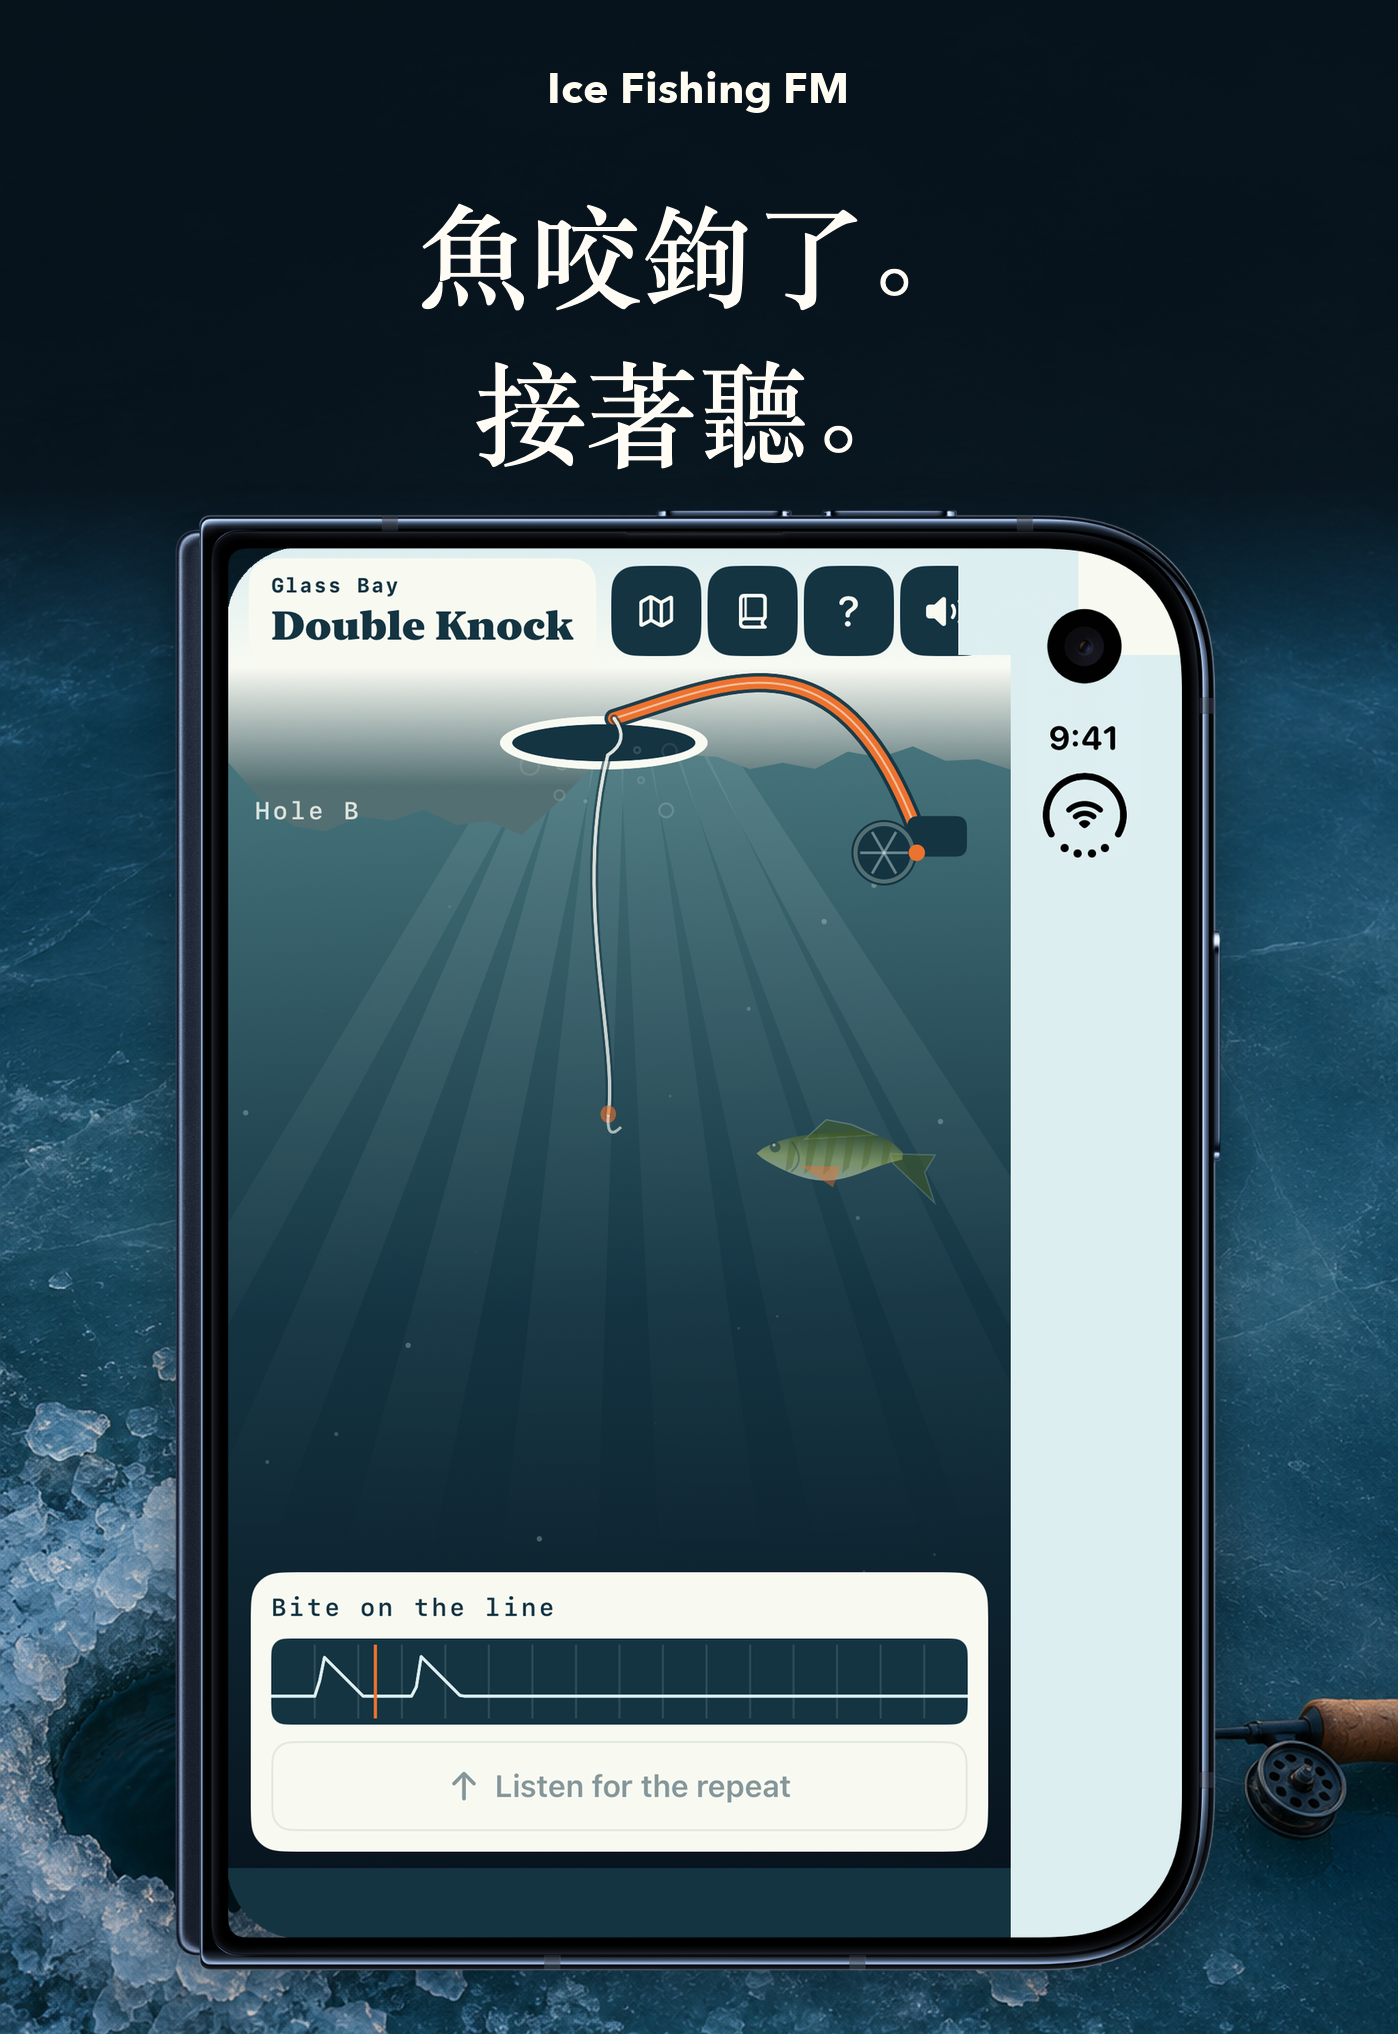 Ice Fishing FM
魚咬鉤了。
接著聽。
Glass Bay
Double Knock
?
9:41
Hole B
Bite on the line
Listen for the repeat